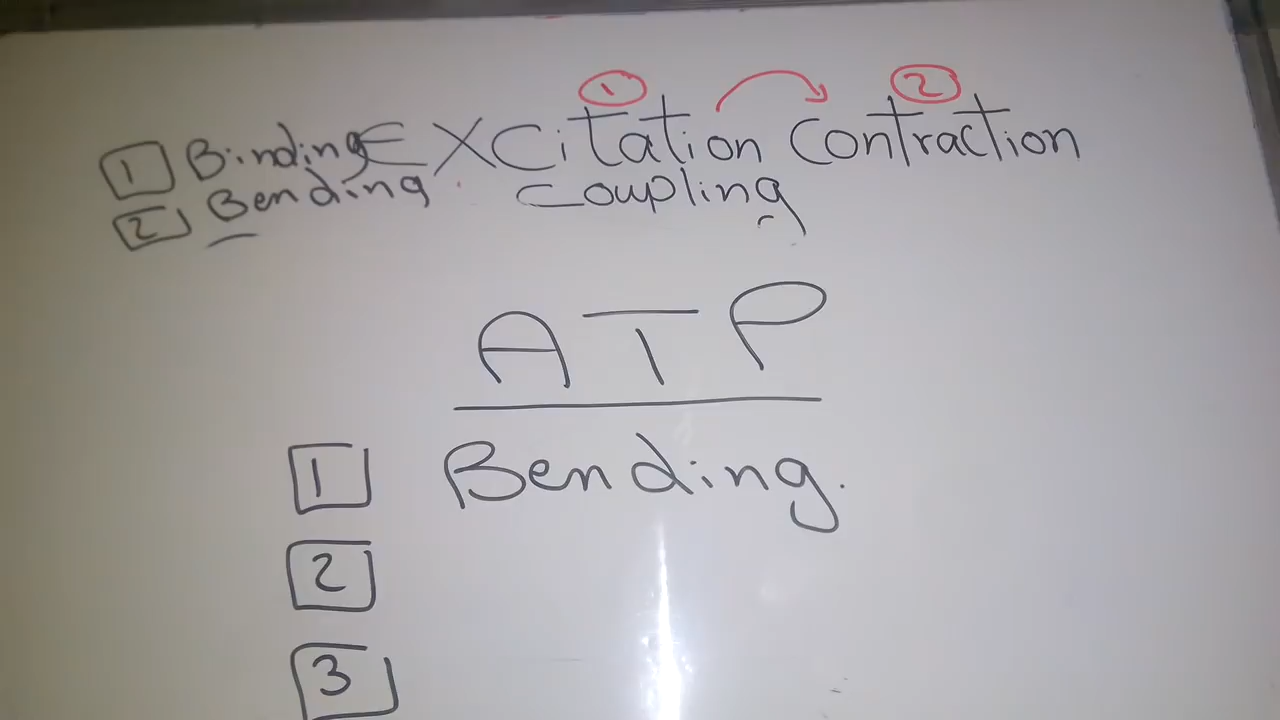 1 2
1 Binding EXCitation Contraction
2 Bending Coupling
ATP
1 Bending.
2
3